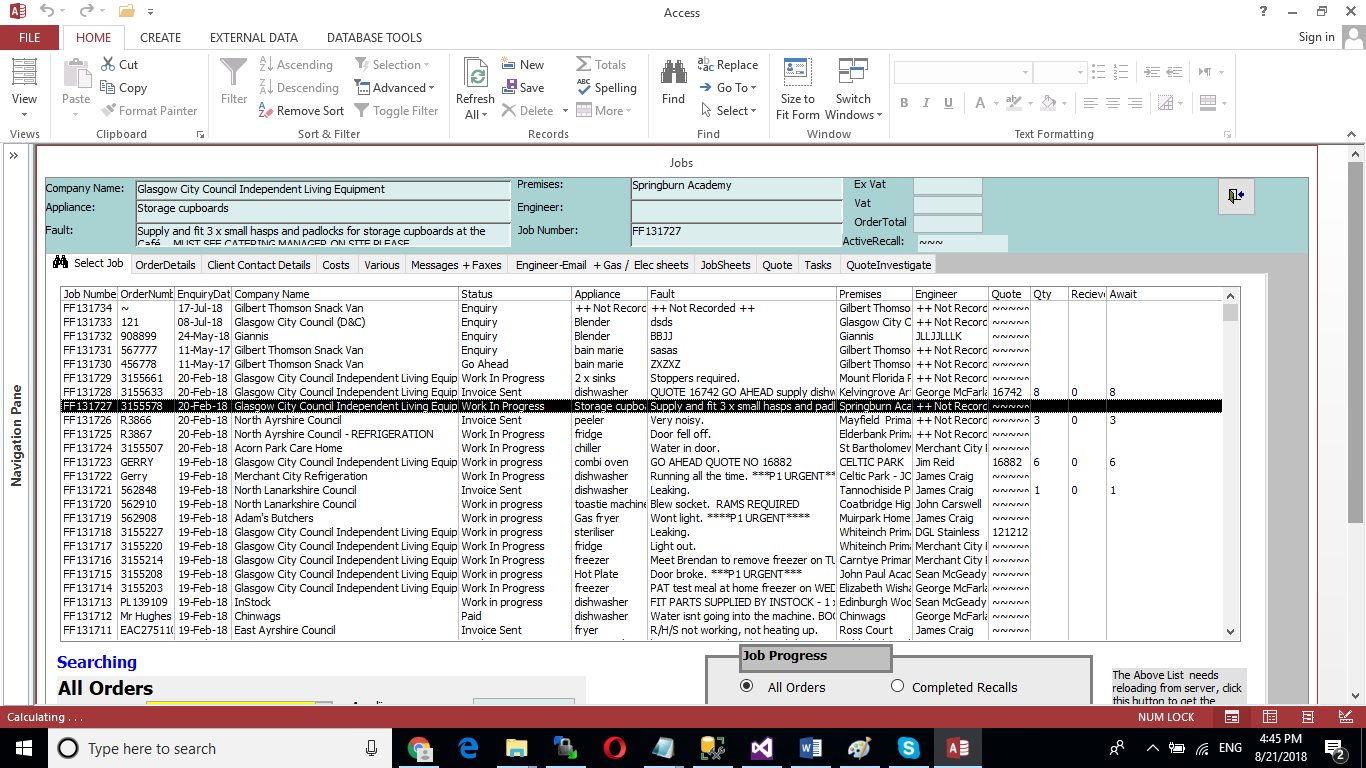 Access
Sign in
FILE HOME CREATE EXTERNAL DATA DATABASE TOOLS
View
Views
Paste
Cut
Copy
Format Painter
Clipboard
Filter
Ascending
Descending
Remove Sort
Selection
Advanced
Toggle Filter
Sort & Filter
Refresh
All
New
Save
Delete
Totals
Spelling
More
Records
Find
Replace
Go To
Select
Find
Size to
Fit Form
Switch
Windows
Window
B I U
A
Text Formatting
Navigation Pane
Jobs
Company Name: Glasgow City Council Independent Living Equipment Premises: Springburn Academy Ex Vat
Appliance: Storage cupboards Engineer: Vat
OrderTotal
Fault: Supply and fit 3 x small hasps and padlocks for storage cupboards at the Job Number: FF131727
Café MUST SEE CATERING MANAGER ON SITE PLEASE
ActiveRecall: ~~~
Select Job OrderDetails Client Contact Details Costs Various Messages + Faxes Engineer-Email + Gas / Elec sheets JobSheets Quote Tasks QuoteInvestigate
Job Numbe OrderNumb EnquiryDat Company Name Status Appliance Fault Premises Engineer Quote Qty Reciev Await
FF131734 ~ 17-Jul-18 Gilbert Thomson Snack Van Enquiry ++ Not Recorc ++ Not Recorded ++ Gilbert Thomso ++ Not Record ~~~~~
FF131733 121 08-Jul-18 Glasgow City Council (D&C) Enquiry Blender dsds Glasgow City C ++ Not Record ~~~~~
FF131732 908899 24-May-18 Giannis Enquiry Blender BBJJ Giannis JLLJJLLLK ~~~~~
FF131731 567777 11-May-17 Gilbert Thomson Snack Van Enquiry bain marie sasas Gilbert Thomso ++ Not Record ~~~~~
FF131730 456778 11-May-17 Gilbert Thomson Snack Van Go Ahead bain marie ZXZXZ Gilbert Thomso ++ Not Record ~~~~~
FF131729 3155661 20-Feb-18 Glasgow City Council Independent Living Equip Work In Progress 2 x sinks Stoppers required. Mount Florida P ++ Not Record ~~~~~
FF131728 3155633 20-Feb-18 Glasgow City Council Independent Living Equip Invoice Sent dishwasher QUOTE 16742 GO AHEAD supply dishw Kelvingrove Ar George McFarla 16742 8 0 8
FF131727 3155578 20-Feb-18 Glasgow City Council Independent Living Equip Work In Progress Storage cupboa Supply and fit 3 x small hasps and padl Springburn Aca ++ Not Record ~~~~~
FF131726 R3866 20-Feb-18 North Ayrshire Council Invoice Sent peeler Very noisy. Mayfield Prima ++ Not Record ~~~~~ 3 0 3
FF131725 R3867 20-Feb-18 North Ayrshire Council - REFRIGERATION Work In Progress fridge Door fell off. Elderbank Prima ++ Not Record ~~~~~
FF131724 3155507 20-Feb-18 Acorn Park Care Home Work In Progress chiller Water in door. St Bartholomew Merchant City R ~~~~~
FF131723 GERRY 19-Feb-18 Glasgow City Council Independent Living Equip Work in progress combi oven GO AHEAD QUOTE NO 16882 CELTIC PARK Jim Reid 16882 6 0 6
FF131722 Gerry 19-Feb-18 Merchant City Refrigeration Work In Progress dishwasher Running all the time. ***P1 URGENT** Celtic Park - JO James Craig ~~~~~
FF131721 562848 19-Feb-18 North Lanarkshire Council Invoice Sent dishwasher Leaking. Tannochside P James Craig ~~~~~ 1 0 1
FF131720 562910 19-Feb-18 North Lanarkshire Council Work in progress toastie machine Blew socket. RAMS REQUIRED Coatbridge Hig John Carswell ~~~~~
FF131719 562908 19-Feb-18 Adam's Butchers Work In Progress Gas fryer Wont light. ****P1 URGENT**** Muirpark Home James Craig ~~~~~
FF131718 3155227 19-Feb-18 Glasgow City Council Independent Living Equip Work In Progress steriliser Leaking. Whiteinch Prima DGL Stainless 121212
FF131717 3155220 19-Feb-18 Glasgow City Council Independent Living Equip Work In Progress fridge Light out. Whiteinch Prima Merchant City R ~~~~~
FF131716 3155214 19-Feb-18 Glasgow City Council Independent Living Equip Work In Progress freezer Meet Brendan to remove freezer on TU Carntye Primar Merchant City R ~~~~~
FF131715 3155208 19-Feb-18 Glasgow City Council Independent Living Equip Work In Progress Hot Plate Door broke. ***P1 URGENT*** John Paul Acad Sean McGeady ~~~~~
FF131714 3155203 19-Feb-18 Glasgow City Council Independent Living Equip Work In Progress freezer PAT test meal at home freezer on WED Elizabeth Wisha George McFarla ~~~~~
FF131713 PL139109 19-Feb-18 InStock Work in progress dishwasher FIT PARTS SUPPLIED BY INSTOCK - 1 x Edinburgh Woo Sean McGeady ~~~~~
FF131712 Mr Hughes 19-Feb-18 Chinwags Paid dishwasher Water isnt going into the machine. BOO Chinwags George McFarla ~~~~~
FF131711 EAC275110 19-Feb-18 East Ayrshire Council Invoice Sent fryer R/H/S not working, not heating up. Ross Court James Craig ~~~~~
Searching
All Orders
Job Progress
All Orders Completed Recalls
The Above List needs
reloading from server, click
this button to get the
Calculating . . .
NUM LOCK
Type here to search
ENG
4:45 PM
8/21/2018
2